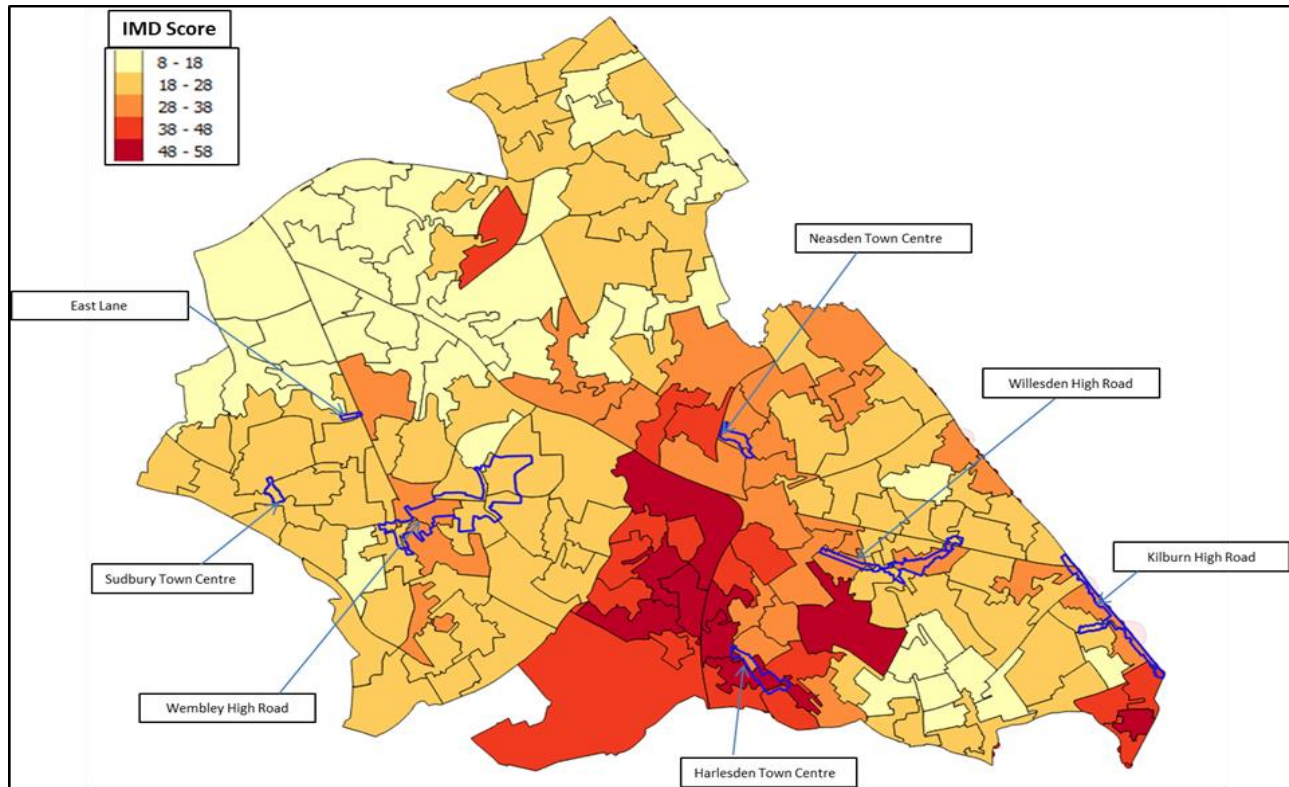 IMD Score
8 - 18
18 - 28
28 - 38
38 - 48
48 - 58
Neasden Town Centre
East Lane
Willesden High Road
Kilburn High Road
Sudbury Town Centre
Wembley High Road
Harlesden Town Centre